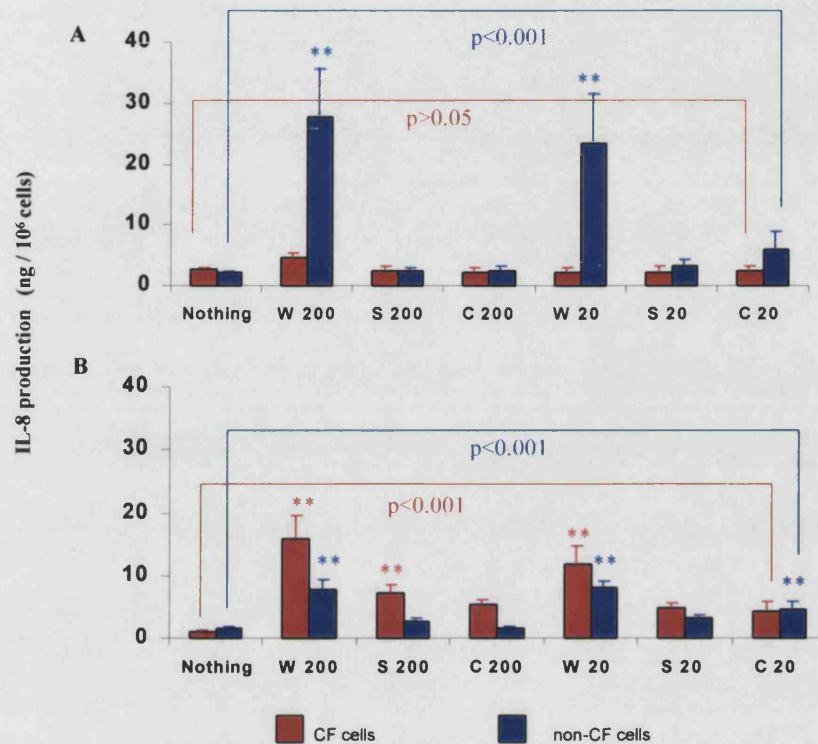 A
40
30
20
10
0
p<0.001
p>0.05
**
**
Nothing W 200 S 200 C 200 W 20 S 20 C 20
IL-8 production (ng / 10⁶ cells)
B
40
30
20
10
0
p<0.001
p<0.001
**
**
**
**
**
**
Nothing W 200 S 200 C 200 W 20 S 20 C 20
CF cells non-CF cells